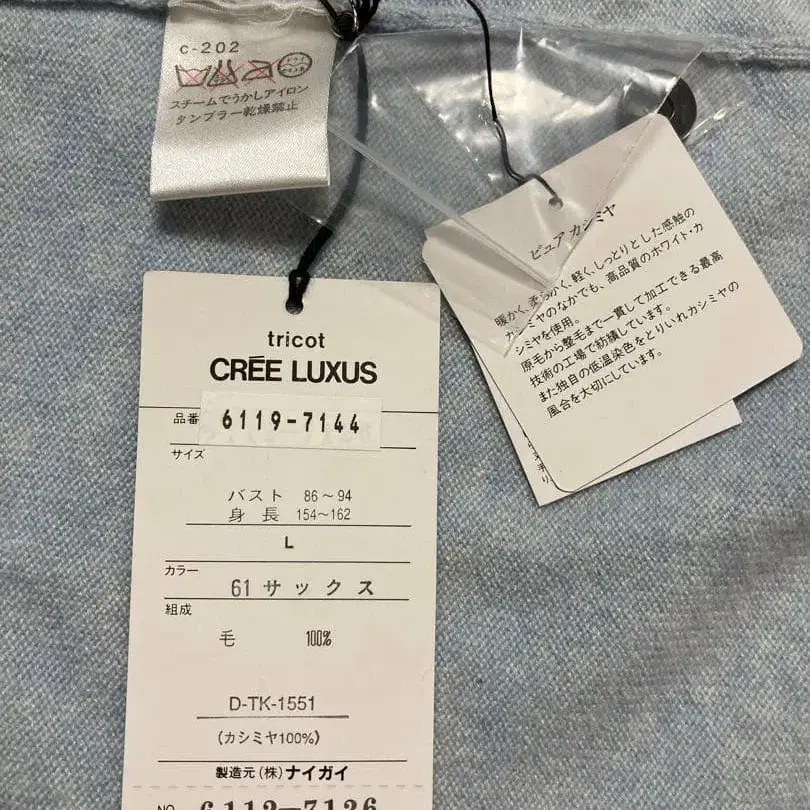 c-202
スチームでうかしアイロン
タンブラー乾燥禁止
ピュア カシミヤ
暖かく、柔らかく、軽く、しっとりとした感触の
カシミヤのなかでも、高品質のホワイト・カ
シミヤを使用。
原毛から整毛まで一貫して加工できる最高
技術の工場で紡績しています。
また独自の低温染色をとりいれカシミヤの
風合を大切にしています。
tricot
CRÉE LUXUS
品番 6119-7144
サイズ
バスト 86~94
身長 154~162
L
カラー
61 サックス
組成
毛 100%
D-TK-1551
(カシミヤ100%)
製造元(株)ナイガイ
NO. 6112-7126